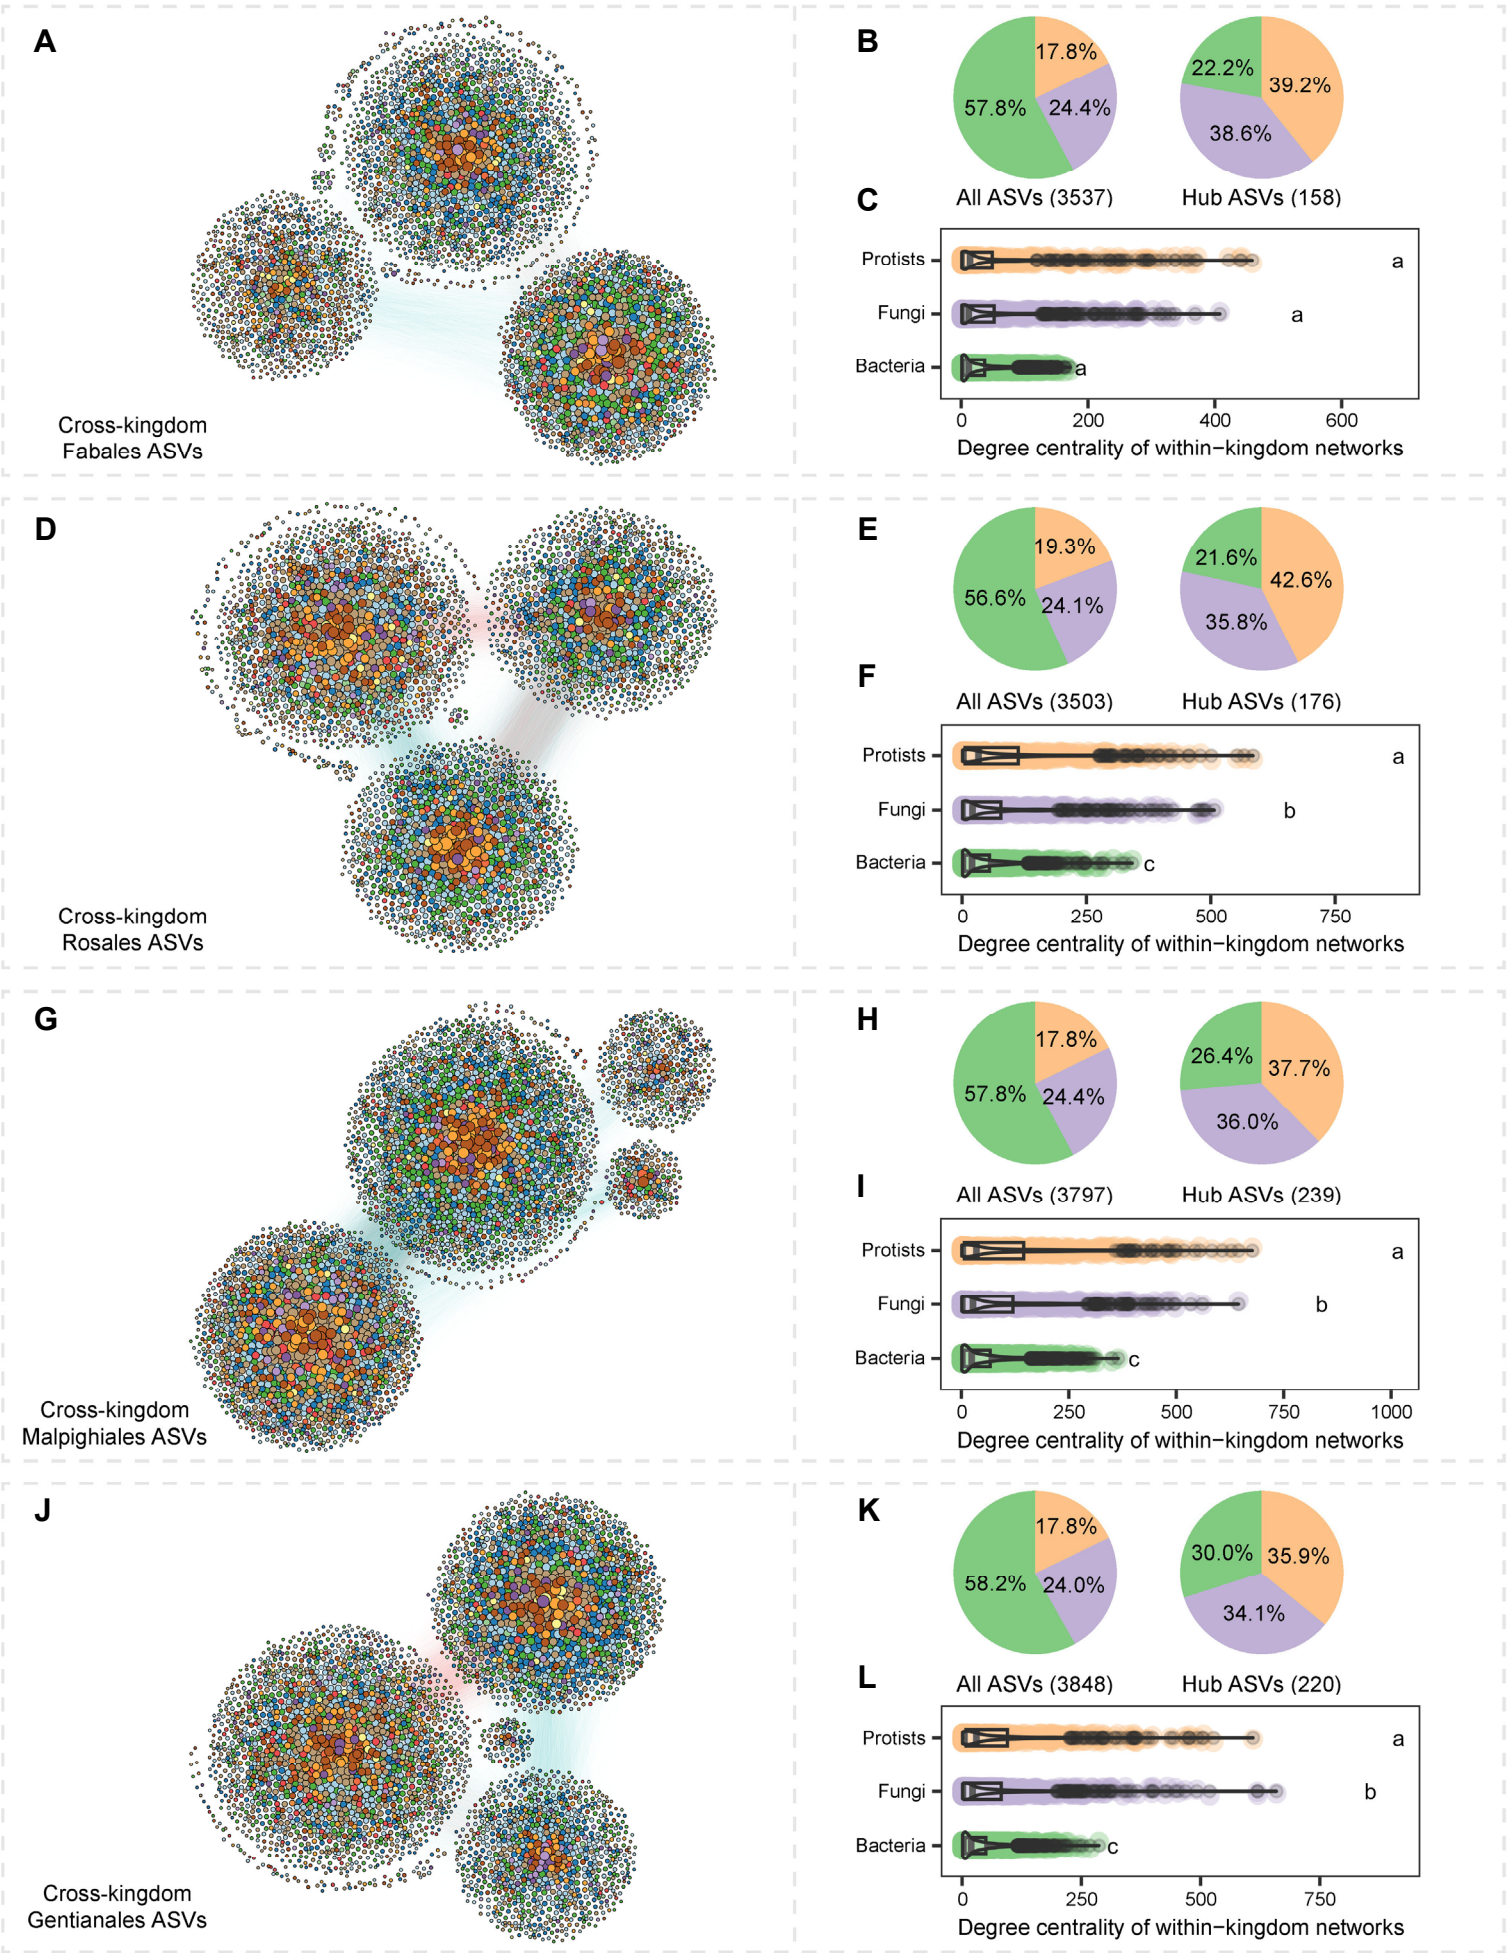 A
Cross-kingdom
Fabales ASVs
B
17.8%
57.8%
24.4%
All ASVs (3537)
22.2%
39.2%
38.6%
Hub ASVs (158)
C
Protists
a
Fungi
a
Bacteria
a
0 200 400 600
Degree centrality of within−kingdom networks
D
Cross-kingdom
Rosales ASVs
E
19.3%
56.6%
24.1%
All ASVs (3503)
21.6%
42.6%
35.8%
Hub ASVs (176)
F
Protists
a
Fungi
b
Bacteria
c
0 250 500 750
Degree centrality of within−kingdom networks
G
Cross-kingdom
Malpighiales ASVs
H
17.8%
57.8%
24.4%
All ASVs (3797)
26.4%
37.7%
36.0%
Hub ASVs (239)
I
Protists
a
Fungi
b
Bacteria
c
0 250 500 750 1000
Degree centrality of within−kingdom networks
J
Cross-kingdom
Gentianales ASVs
K
17.8%
58.2%
24.0%
All ASVs (3848)
30.0%
35.9%
34.1%
Hub ASVs (220)
L
Protists
a
Fungi
b
Bacteria
c
0 250 500 750
Degree centrality of within−kingdom networks